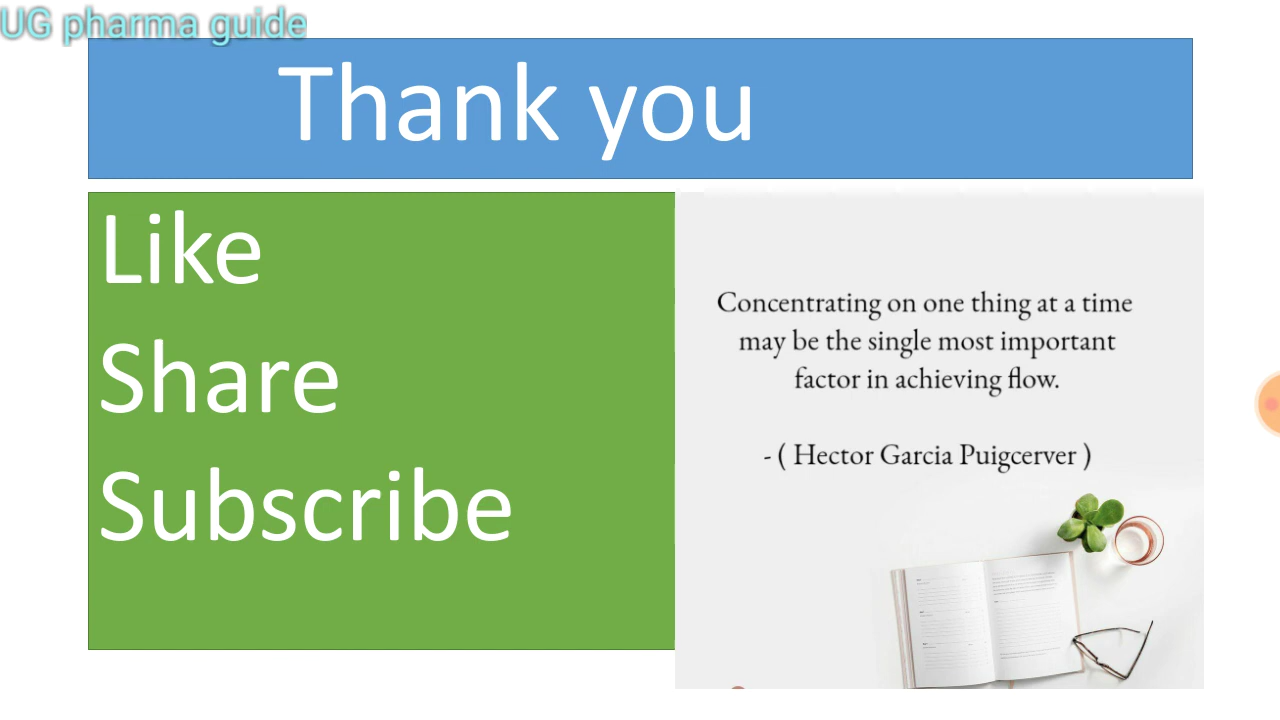 UG pharma guide
Thank you
Like
Share
Subscribe
Concentrating on one thing at a time
may be the single most important
factor in achieving flow.
- ( Hector Garcia Puigcerver )